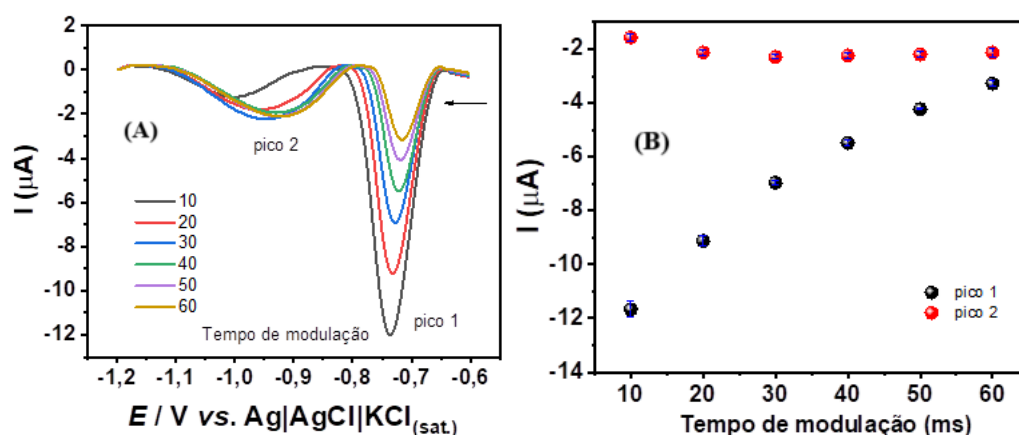 2
0
-2
-4
-6
-8
-10
-12
I (µA)
(A)
pico 2
10
20
30
40
50
60
Tempo de modulação
pico 1
-1,2 -1,1 -1,0 -0,9 -0,8 -0,7 -0,6
E / V vs. Ag|AgCl|KCl(sat.)
-2
-4
-6
-8
-10
-12
-14
I (µA)
(B)
pico 1
pico 2
10 20 30 40 50 60
Tempo de modulação (ms)